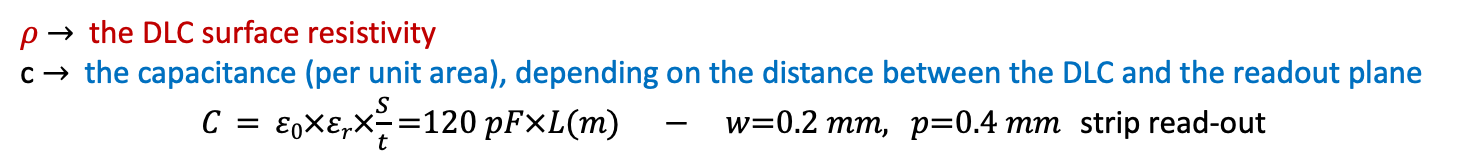 ρ → the DLC surface resistivity
c → the capacitance (per unit area), depending on the distance between the DLC and the readout plane
C = ε₀×εᵣ×S/t=120 pF×L(m) – w=0.2 mm, p=0.4 mm strip read-out